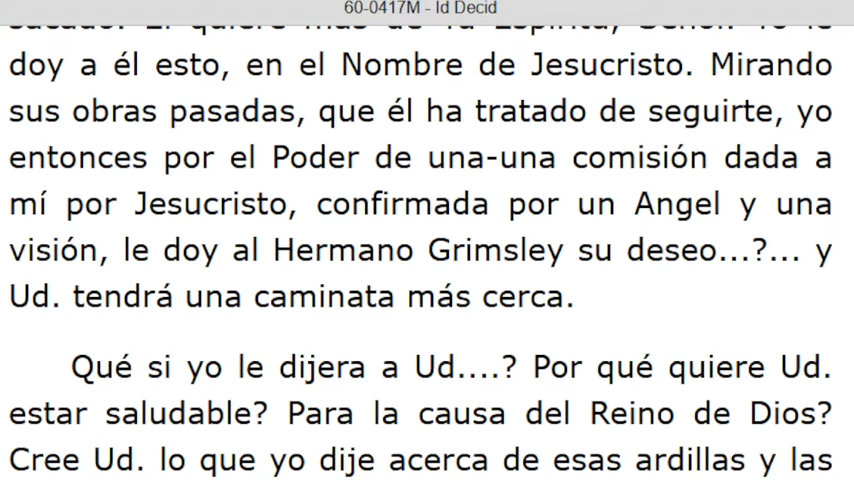 60-0417M - Id Decid
doy a él esto, en el Nombre de Jesucristo. Mirando
sus obras pasadas, que él ha tratado de seguirte, yo
entonces por el Poder de una-una comisión dada a
mí por Jesucristo, confirmada por un Angel y una
visión, le doy al Hermano Grimsley su deseo...?... y
Ud. tendrá una caminata más cerca.
Qué si yo le dijera a Ud....? Por qué quiere Ud.
estar saludable? Para la causa del Reino de Dios?
Cree Ud. lo que yo dije acerca de esas ardillas y las